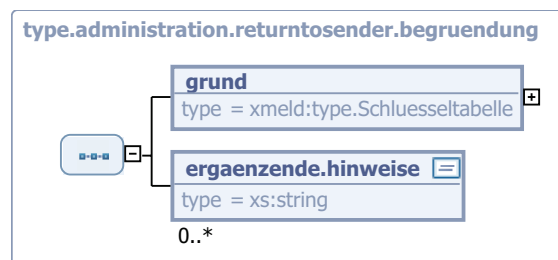 type.administration.returntosender.begruendung
grund
type = xmeld:type.Schluesseltabelle
ergaenzende.hinweise
type = xs:string
0..*